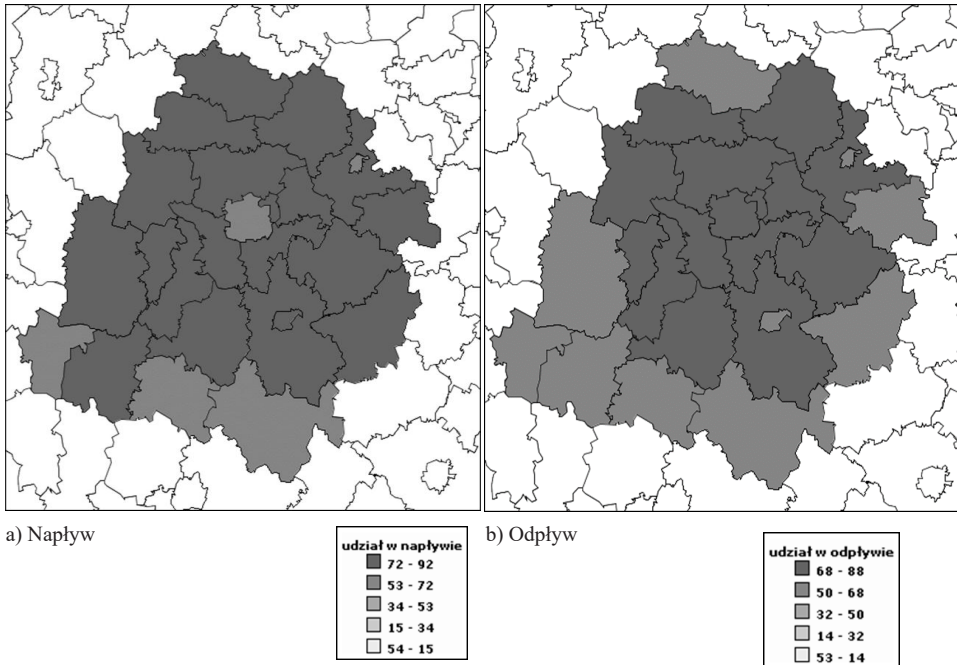 a) Napływ
b) Odpływ
udział w napływie
72 - 92
53 - 72
34 - 53
15 - 34
54 - 15
udział w odpływie
68 - 88
50 - 68
32 - 50
14 - 32
53 - 14